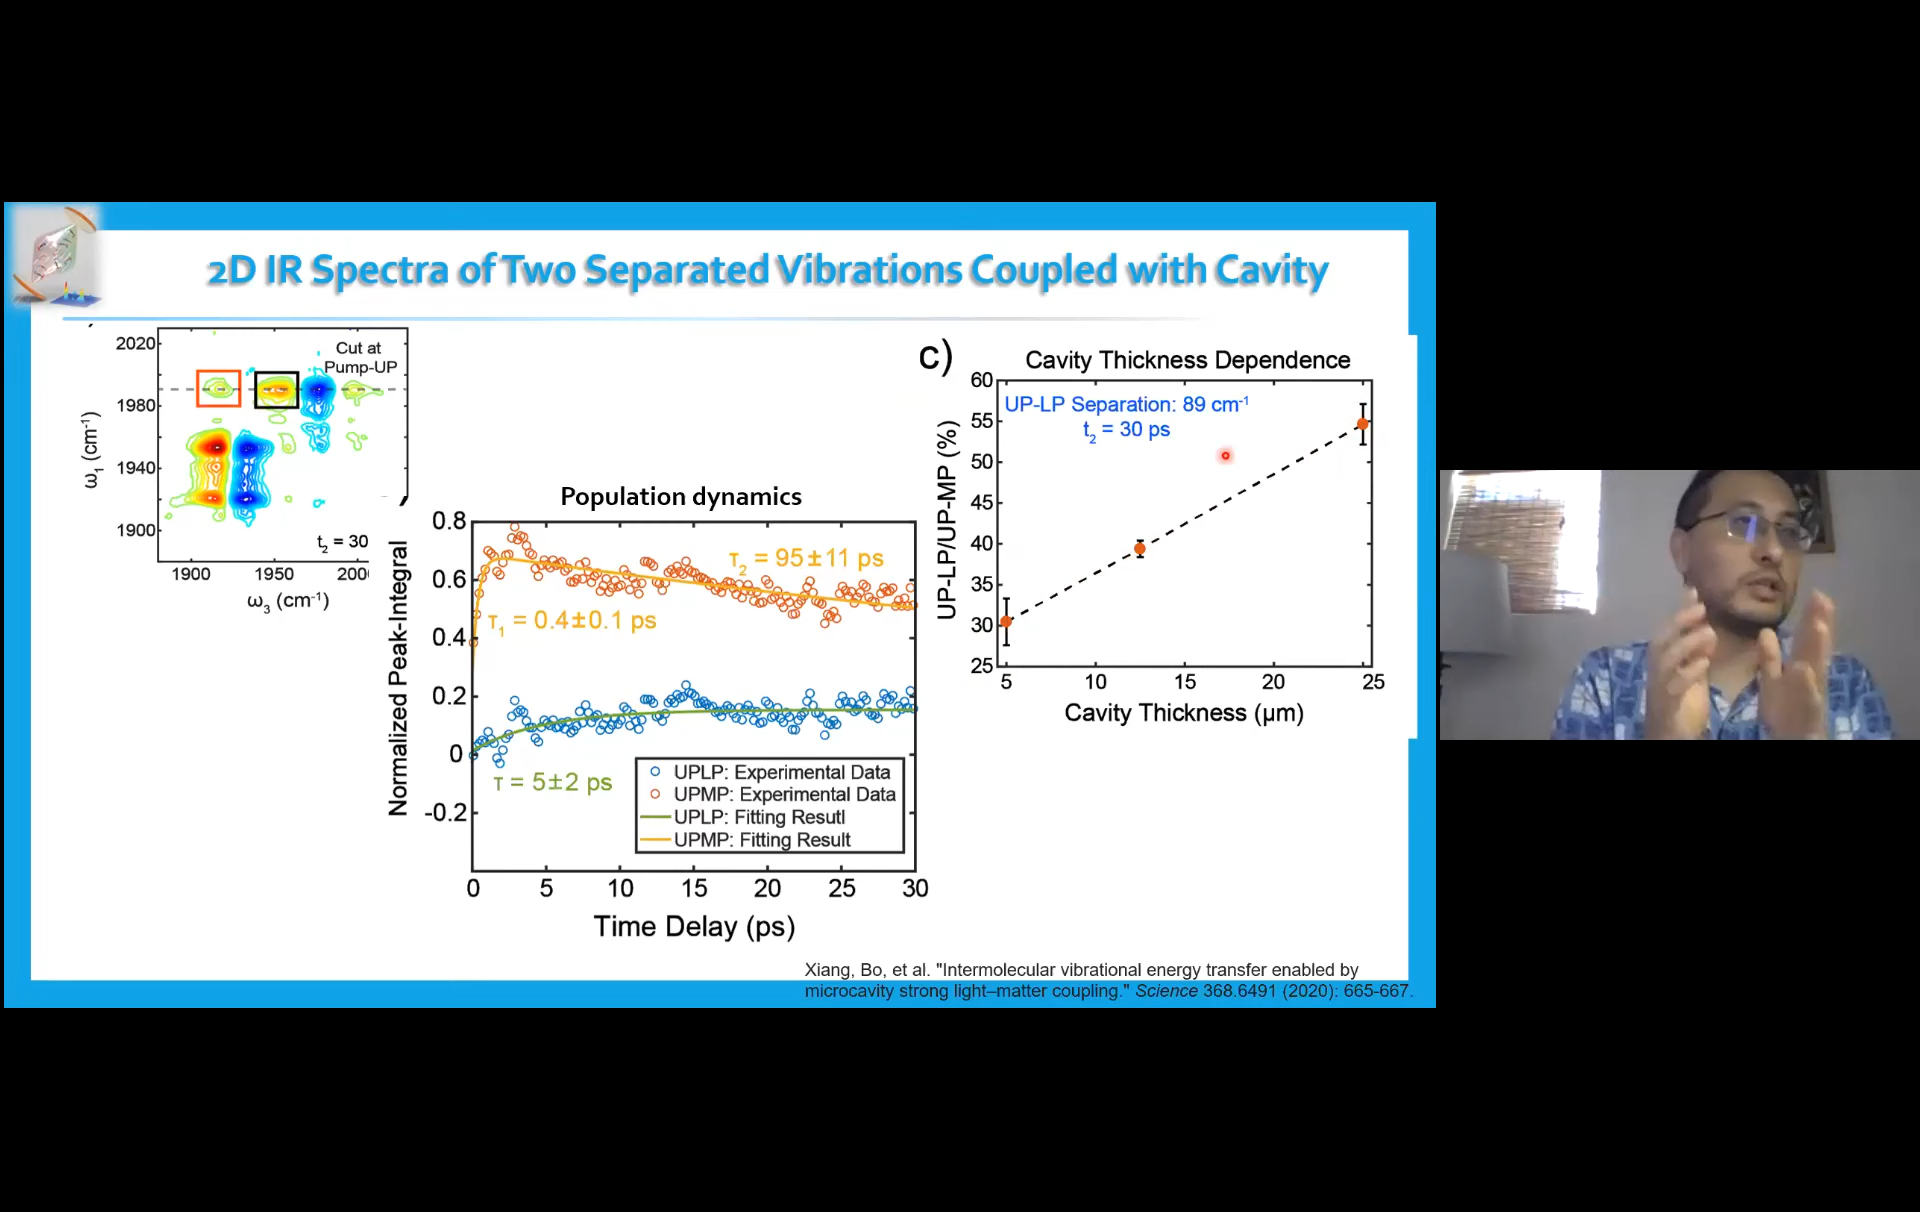 2D IR Spectra of Two Separated Vibrations Coupled with Cavity
2020
1980
1940
1900
ω₁ (cm⁻¹)
Cut at
Pump-UP
t₂ = 30
1900 1950 200
ω₃ (cm⁻¹)
Population dynamics
Normalized Peak-Integral
0.8
0.6
0.4
0.2
0
-0.2
τ₂ = 95±11 ps
τ₁ = 0.4±0.1 ps
τ = 5±2 ps
UPLP: Experimental Data
UPMP: Experimental Data
UPLP: Fitting Resutl
UPMP: Fitting Result
0 5 10 15 20 25 30
Time Delay (ps)
c)
Cavity Thickness Dependence
UP-LP/UP-MP (%)
60
55
50
45
40
35
30
25
UP-LP Separation: 89 cm⁻¹
t₂ = 30 ps
5 10 15 20 25
Cavity Thickness (μm)
Xiang, Bo, et al. "Intermolecular vibrational energy transfer enabled by
microcavity strong light–matter coupling." Science 368.6491 (2020): 665-667.